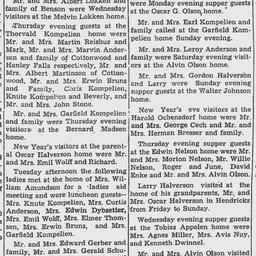 Mr. and Mrs. Albert Lokken and
family of Benson were Wednesday
visitors at the Melvin Lokken home.
Thursday evening guests at the
Thorvald Kompelien home were
Mr. and Mrs. Martin Reishus and
Mark, Mr. and Mrs. Marvin Anderson
and family of Cottonwood and
Hanley Falls respectively, Mr. and
Mrs. Albert Martinson of Cottonwood,
Mr. and Mrs. Erwin Bruns
and Family, Caris Kompelien,
Knute Kompelien and Beverly, and
Mr. and Mrs. John Stone.
Mr. and Mrs. Garfield Kompelien
and family were Thursday evening
visitors at the Bernard Madsen
home.
New Year's visitors at the parental
Oscar Halverson home were Mr.
and Mrs. Emil Wolff and Richard.
Tuesday afternoon the following
ladies met at the home of Mrs. William
Amundson for a ladies aid
meeting and were luncheon guests—
Mrs. Knute Kompelien, Mrs. Curtis
Anderson, Mrs. Edwin Dybsetter,
Mrs. Emil Wolff, Mrs. Elmer Thomsen,
Mrs. Erwin Bruns, and Mrs.
Garfield Kompelien.
Mr. and Mrs. Edward Gerber and
family, Mr. and Mrs. Gerald
were Monday evening supper guests
at the Oscar G. Olson home.
Mr. and Mrs. Earl Kompelien and
family called at the Garfield Kompelien
home Sunday evening.
Mr. and Mrs. Leroy Anderson and
family were Saturday evening visitors
at the Alvin Olson home.
Mr. and Mrs. Gordon Halverson
and Larry were Sunday evening
supper guests at the Walter Johnson
home.
New Year's eve visitors at the
Harold Ochsendorf home were Mr.
and Mrs. George Cech and Mr. and
Mrs. Herman Bresser and family.
Thursday evening supper guests
at the Edwin Nelson home were Mr.
and Mrs. Morton Nelson, Mr. Willie
Nelson, Roger and June, David
Enke and Mr. and Mrs. Alvin Olson.
Larry Halverson visited at the
home of his grandparents, Mr. and
Mrs. Oscar Halverson in Hendricks
from Friday to Sunday.
Wednesday evening supper guests
at the Tobias Appelen home were
Mrs. Agnes Miller, Mrs. Avis Nuy,
and Kenneth Dwinnel.
Mr. and Mrs. Alvin Olson visited